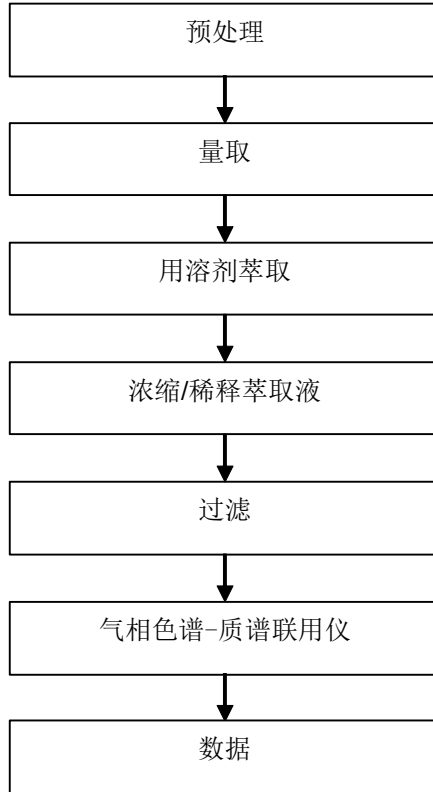 预处理
量取
用溶剂萃取
浓缩/稀释萃取液
过滤
气相色谱-质谱联用仪
数据